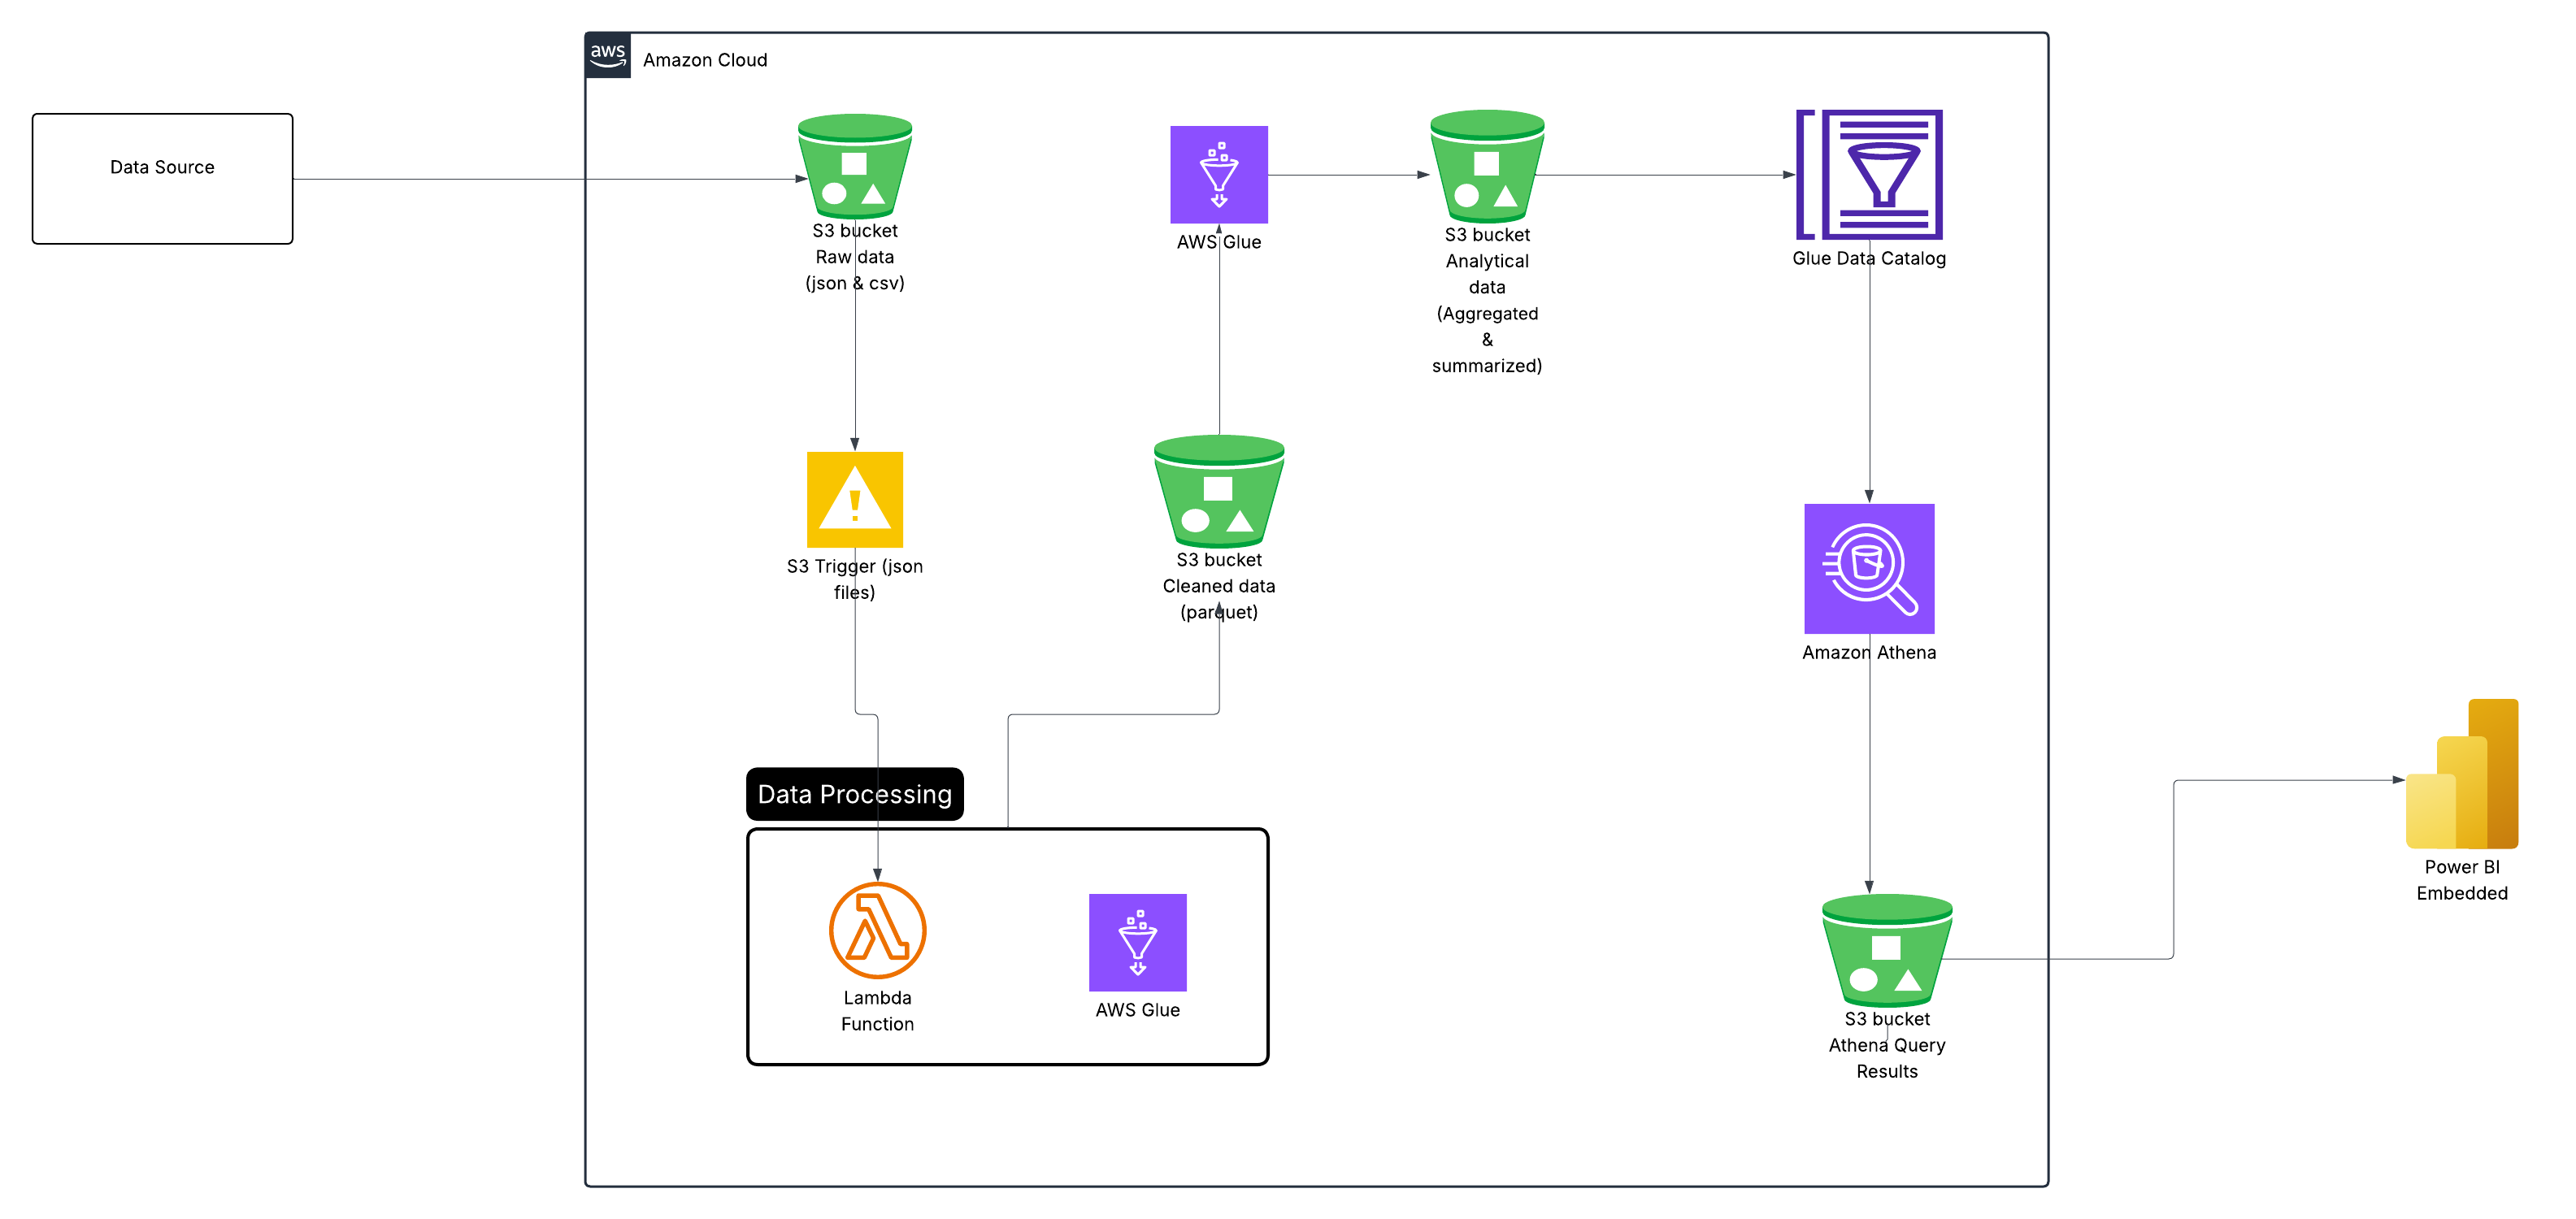 aws
Amazon Cloud
Data Source
S3 bucket
Raw data
(json & csv)
AWS Glue
S3 bucket
Analytical
data
(Aggregated
&
summarized)
Glue Data Catalog
S3 Trigger (json
files)
S3 bucket
Cleaned data
(parquet)
Amazon Athena
Data Processing
Lambda
Function
AWS Glue
S3 bucket
Athena Query
Results
Power BI
Embedded